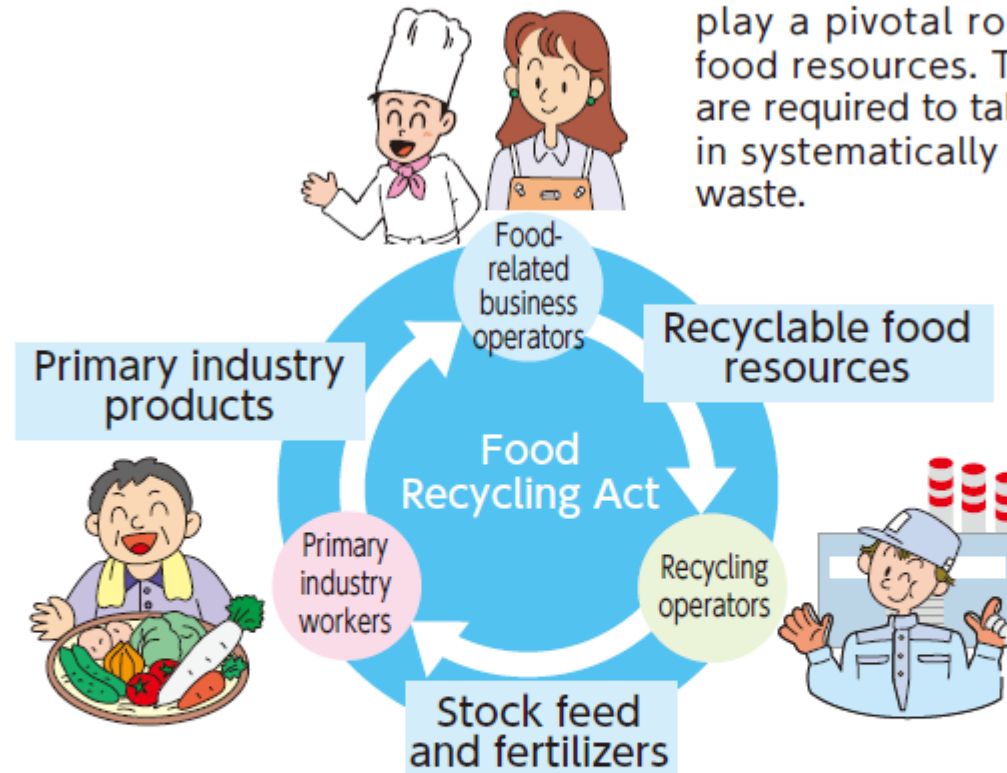 play a pivotal ro
food resources. T
are required to tal
in systematically
waste.
Food-
related
business
operators
Recyclable food
resources
Primary industry
products
Food
Recycling Act
Primary
industry
workers
Recycling
operators
Stock feed
and fertilizers